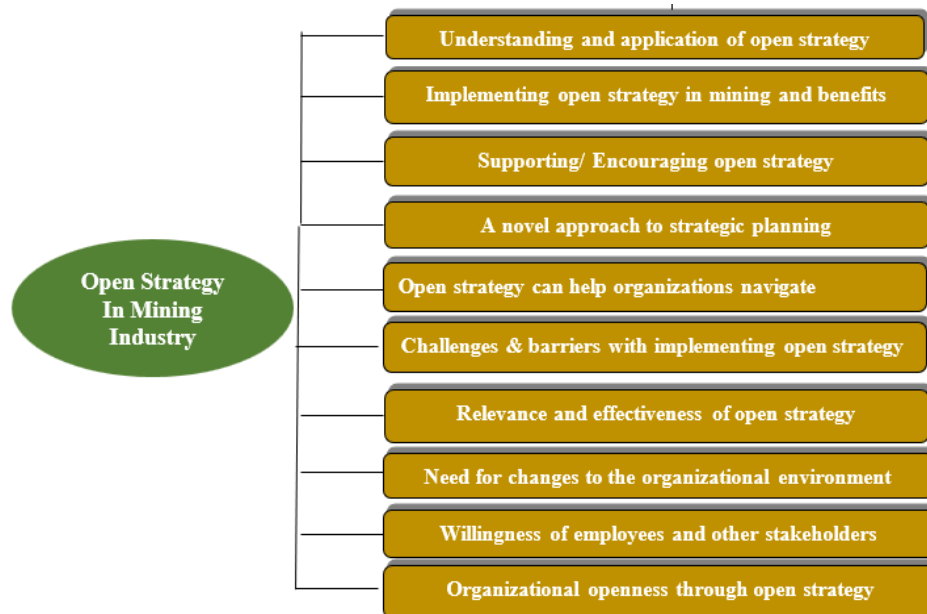 Understanding and application of open strategy
Implementing open strategy in mining and benefits
Supporting/ Encouraging open strategy
A novel approach to strategic planning
Open Strategy
In Mining
Industry
Open strategy can help organizations navigate
Challenges & barriers with implementing open strategy
Relevance and effectiveness of open strategy
Need for changes to the organizational environment
Willingness of employees and other stakeholders
Organizational openness through open strategy